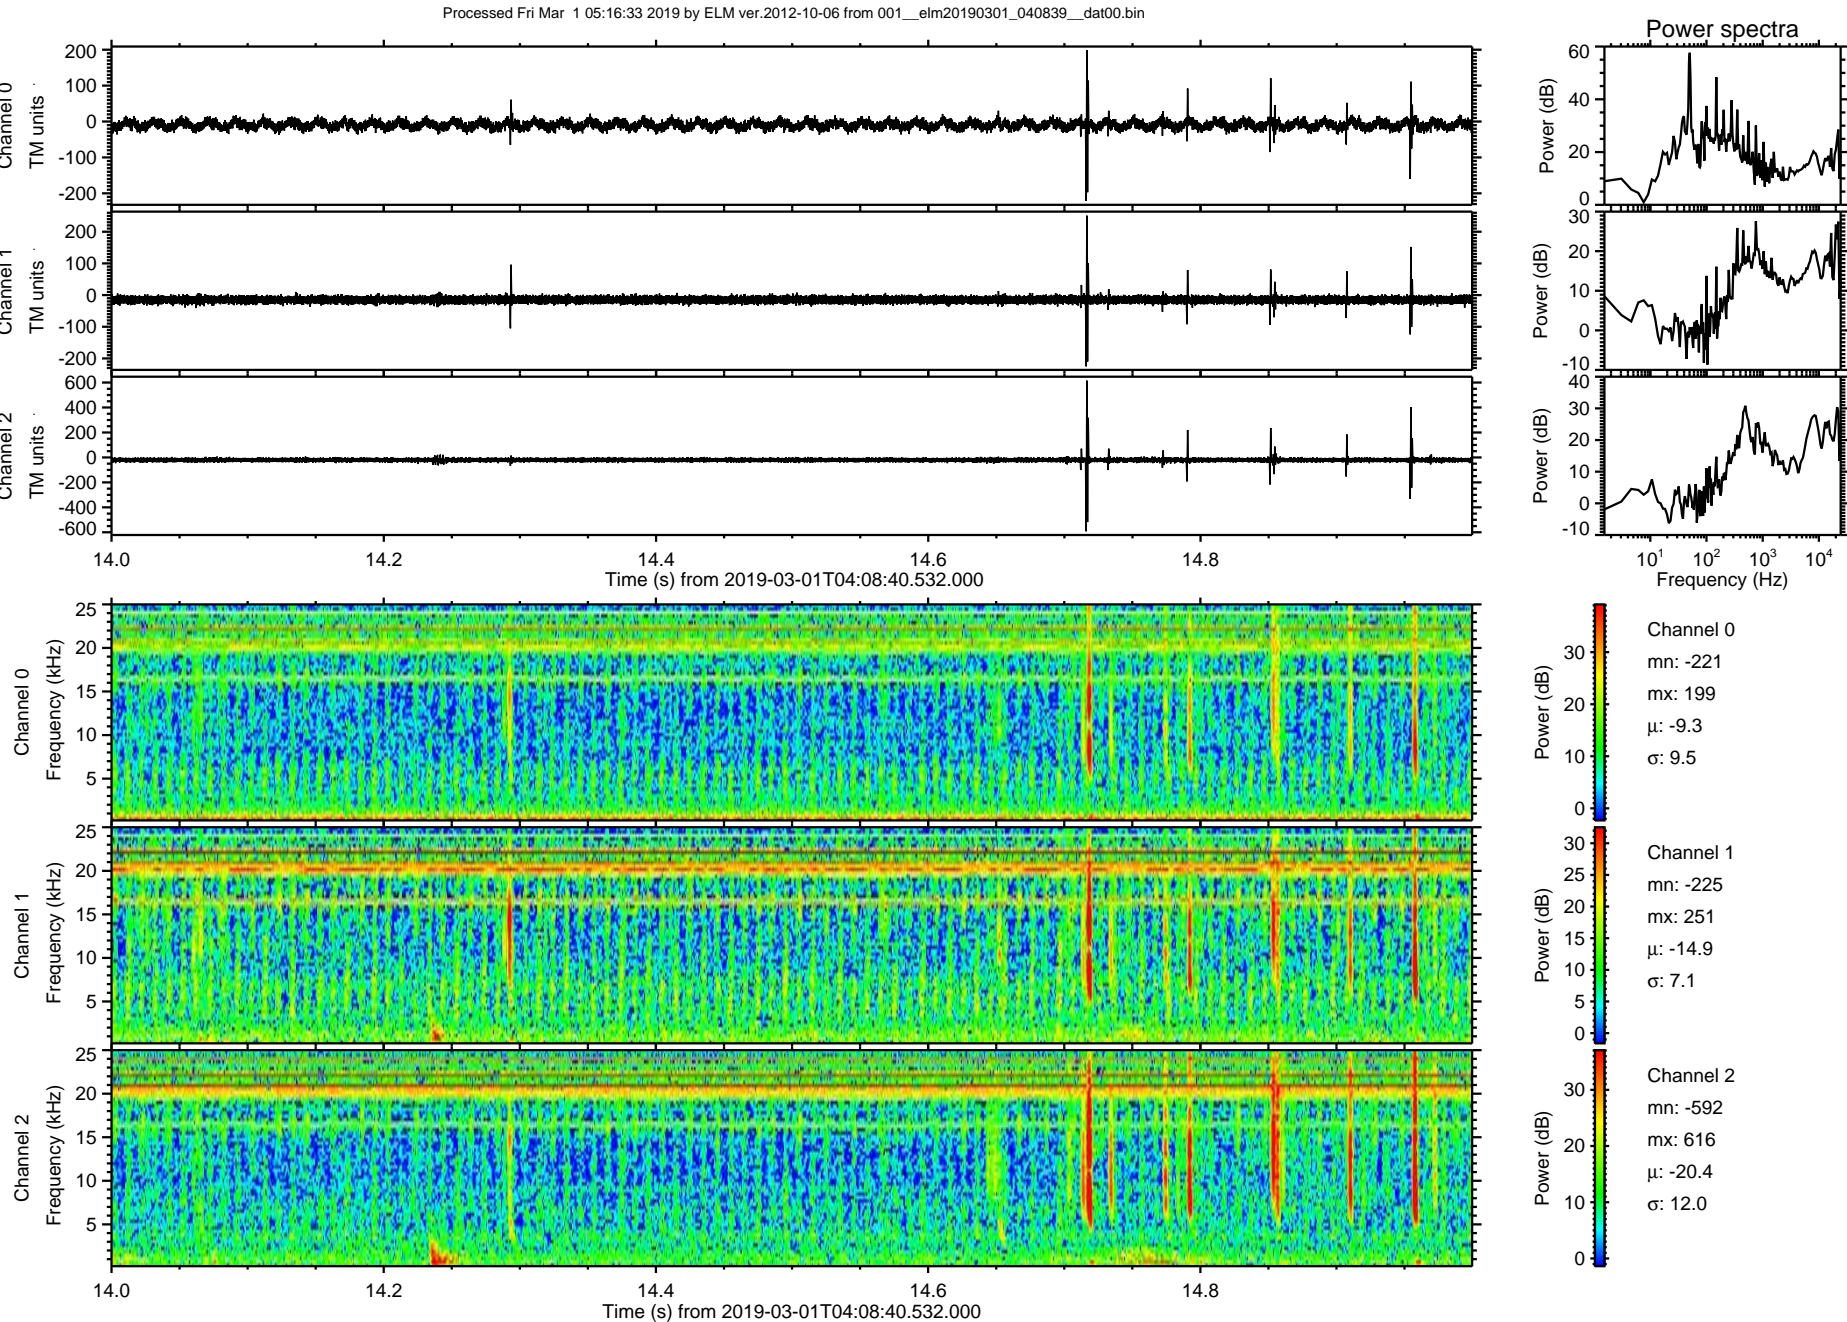 Processed Fri Mar 1 05:16:33 2019 by ELM ver.2012-10-06 from 001__elm20190301_040839__dat00.bin
Power spectra
Channel 0
TM units
200
100
0
-100
-200
Power (dB)
60
40
20
0
Channel 1
TM units
200
100
0
-100
-200
Power (dB)
30
20
10
0
-10
Channel 2
TM units
600
400
200
0
-200
-400
-600
Power (dB)
40
30
20
10
0
-10
14.0 14.2 14.4 14.6 14.8
Time (s) from 2019-03-01T04:08:40.532.000
10^1 10^2 10^3 10^4
Frequency (Hz)
Channel 0
Frequency (kHz)
25
20
15
10
5
Power (dB)
30
20
10
0
Channel 0
mn: -221
mx: 199
μ: -9.3
σ: 9.5
Channel 1
Frequency (kHz)
25
20
15
10
5
Power (dB)
30
25
20
15
10
5
0
Channel 1
mn: -225
mx: 251
μ: -14.9
σ: 7.1
Channel 2
Frequency (kHz)
25
20
15
10
5
Power (dB)
30
20
10
0
Channel 2
mn: -592
mx: 616
μ: -20.4
σ: 12.0
14.0 14.2 14.4 14.6 14.8
Time (s) from 2019-03-01T04:08:40.532.000